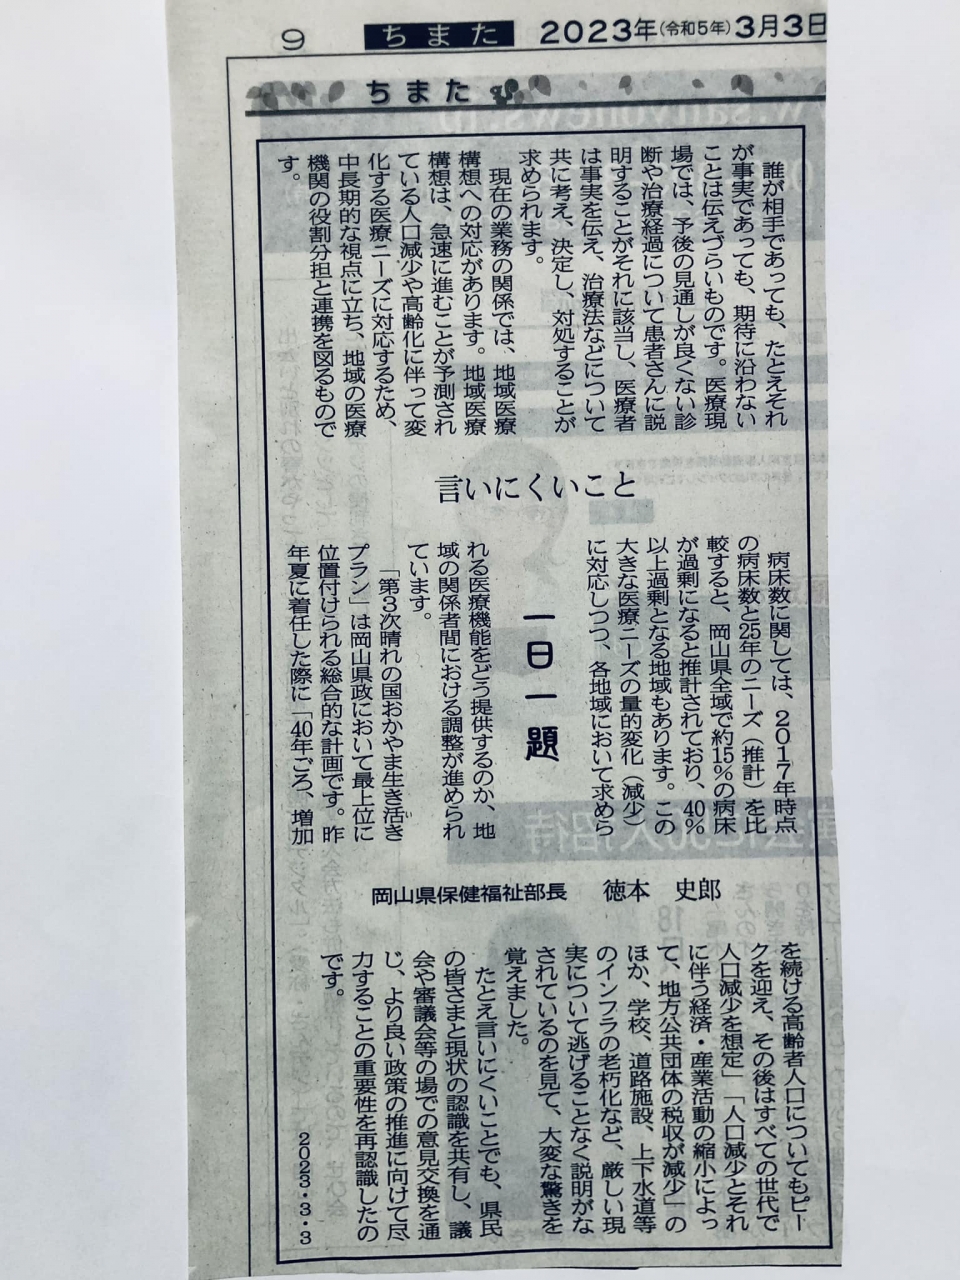 9
ちまた
2023年(令和5年)3月3日
ちまた
誰が相手であっても、たとえそれ
が事実であっても、期待に沿わない
ことは伝えづらいものです。医療現
場では、予後の見通しが良くない診
断や治療経過について患者さんに説
明することがそれに該当し、医療者
は事実を伝え、治療法などについて
共に考え、決定し、対処することが
求められます。
現在の業務の関係では、地域医療
構想への対応があります。地域医療
構想は、急速に進むことが予測され
ている人口減少や高齢化に伴って変
化する医療ニーズに対応するため、
中長期的な視点に立ち、地域の医療
機関の役割分担と連携を図るもので
す。
言いにくいこと
病床数に関しては、2017年時点
の病床数と25年のニーズ（推計）を比
較すると、岡山県全域で約15％の病床
が過剰になると推計されており、40％
以上過剰となる地域もあります。この
大きな医療ニーズの量的変化（減少）
に対応しつつ、各地域において求めら
一日一題
れる医療機能をどう提供するのか、地
域の関係者間における調整が進められ
ています。
「第3次晴れの国おかやま生き活き
い
プラン」は岡山県政において最上位に
位置付けられる総合的な計画です。昨
年夏に着任した際に「40年ごろ、増加
岡山県保健福祉部長 徳本 史郎
を続ける高齢者人口についてもピー
クを迎え、その後はすべての世代で
人口減少を想定」「人口減少とそれ
に伴う経済・産業活動の縮小によっ
て、地方公共団体の税収が減少」の
ほか、学校、道路施設、上下水道等
のインフラの老朽化など、厳しい現
実について逃げることなく説明がな
されているのを見て、大変な驚きを
覚えました。
たとえ言いにくいことでも、県民
の皆さまと現状の認識を共有し、議
会や審議会等の場での意見交換を通
じ、より良い政策の推進に向けて尽
力することの重要性を再認識したの
です。
2023・3・3